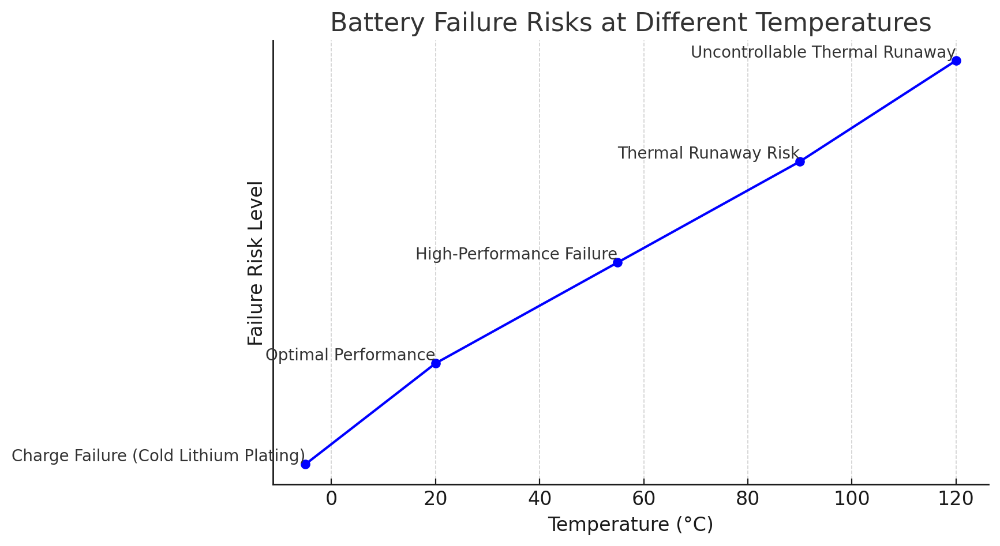 Battery Failure Risks at Different Temperatures
Uncontrollable Thermal Runaway
Thermal Runaway Risk
High-Performance Failure
Optimal Performance
Charge Failure (Cold Lithium Plating)
Failure Risk Level
0 20 40 60 80 100 120
Temperature (°C)